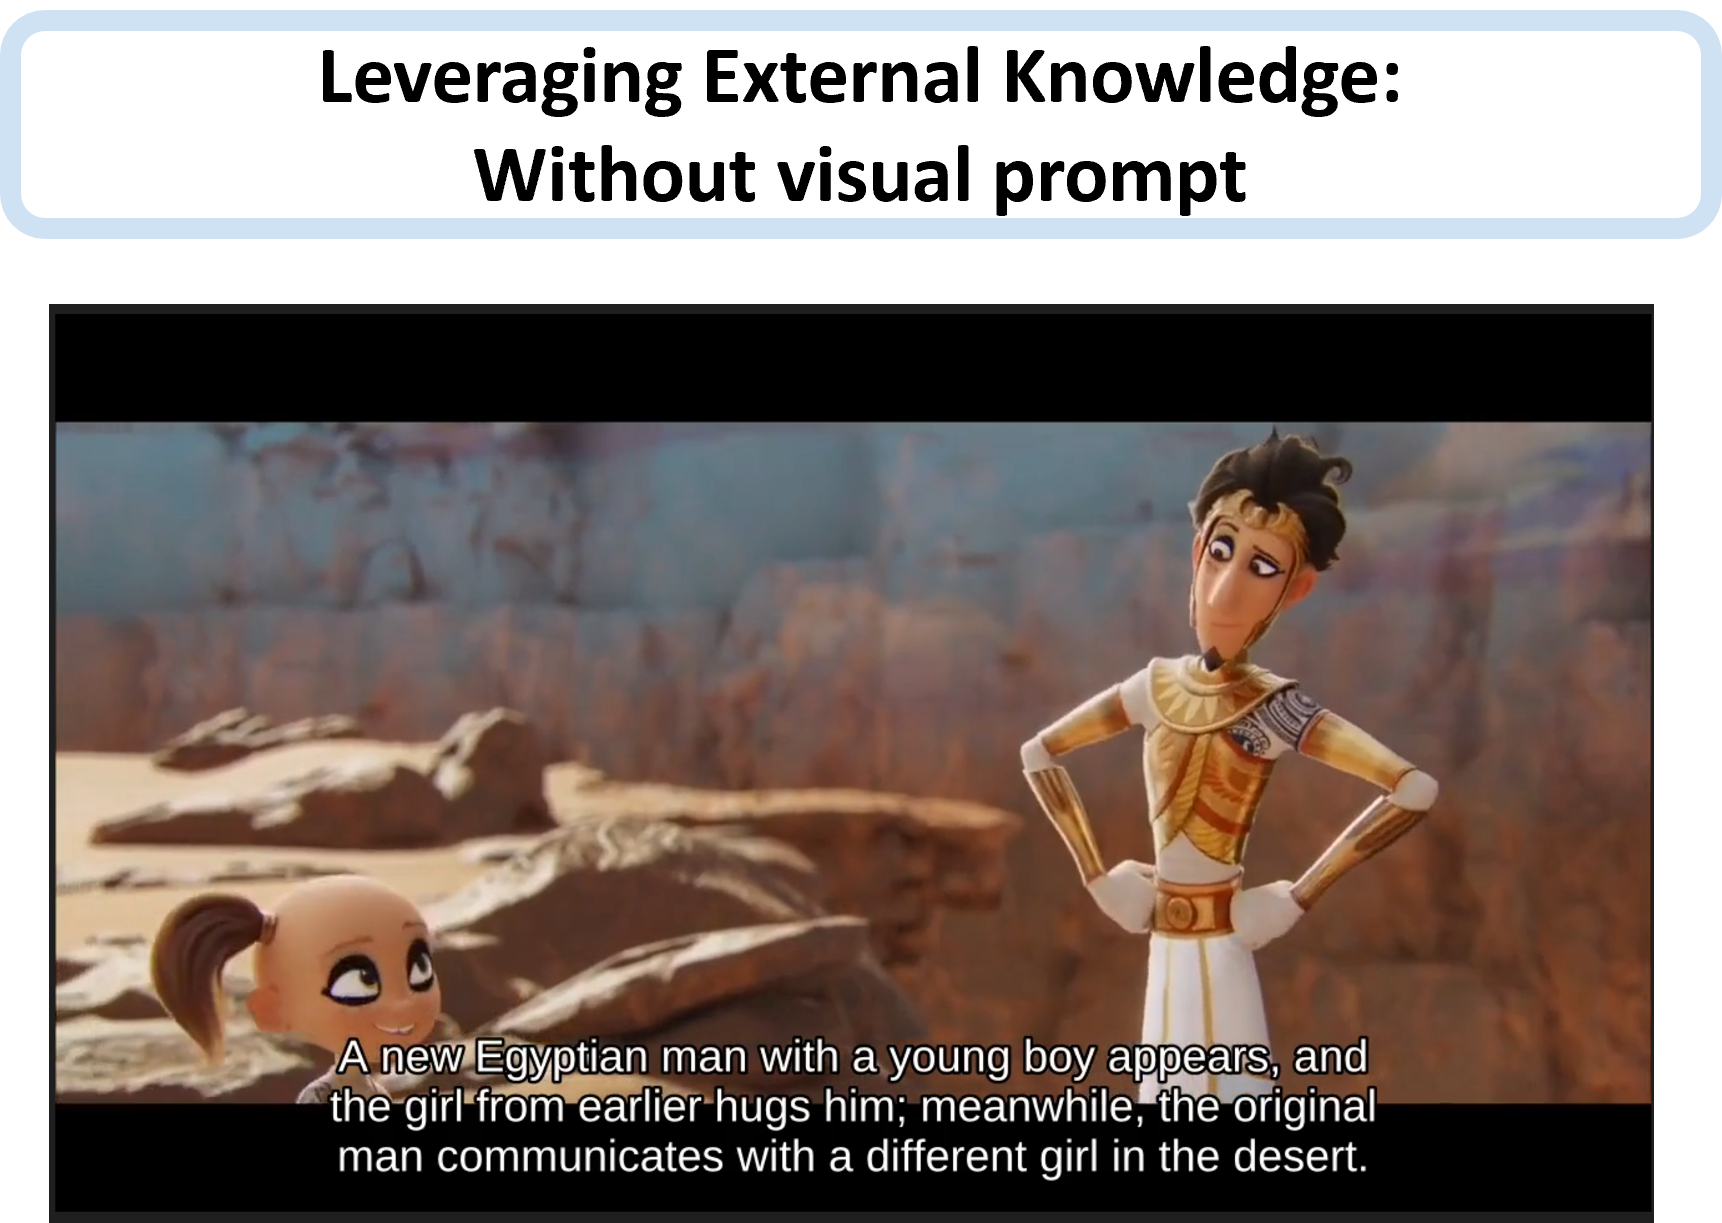 Leveraging External Knowledge:
Without visual prompt
A new Egyptian man with a young boy appears, and
the girl from earlier hugs him; meanwhile, the original
man communicates with a different girl in the desert.